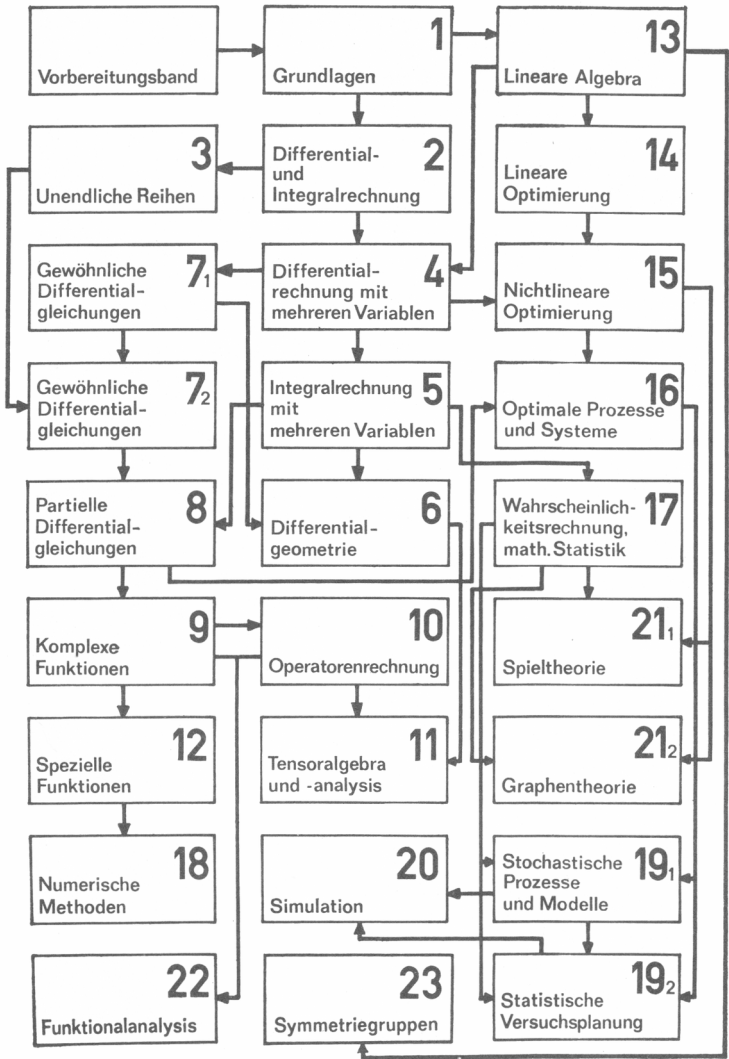 Vorbereitungsband
1
Grundlagen
13
Lineare Algebra
3
Unendliche Reihen
2
Differential-
und
Integralrechnung
14
Lineare
Optimierung
7₁
Gewöhnliche
Differential-
gleichungen
4
Differential-
rechnung mit
mehreren Variablen
15
Nichtlineare
Optimierung
7₂
Gewöhnliche
Differential-
gleichungen
5
Integralrechnung
mit
mehreren Variablen
16
Optimale Prozesse
und Systeme
8
Partielle
Differential-
gleichungen
6
Differential-
geometrie
17
Wahrscheinlich-
keitsrechnung,
math. Statistik
9
Komplexe
Funktionen
10
Operatorenrechnung
21₁
Spieltheorie
12
Spezielle
Funktionen
11
Tensoralgebra
und -analysis
21₂
Graphentheorie
18
Numerische
Methoden
20
Simulation
19₁
Stochastische
Prozesse
und Modelle
22
Funktionalanalysis
23
Symmetriegruppen
19₂
Statistische
Versuchsplanung